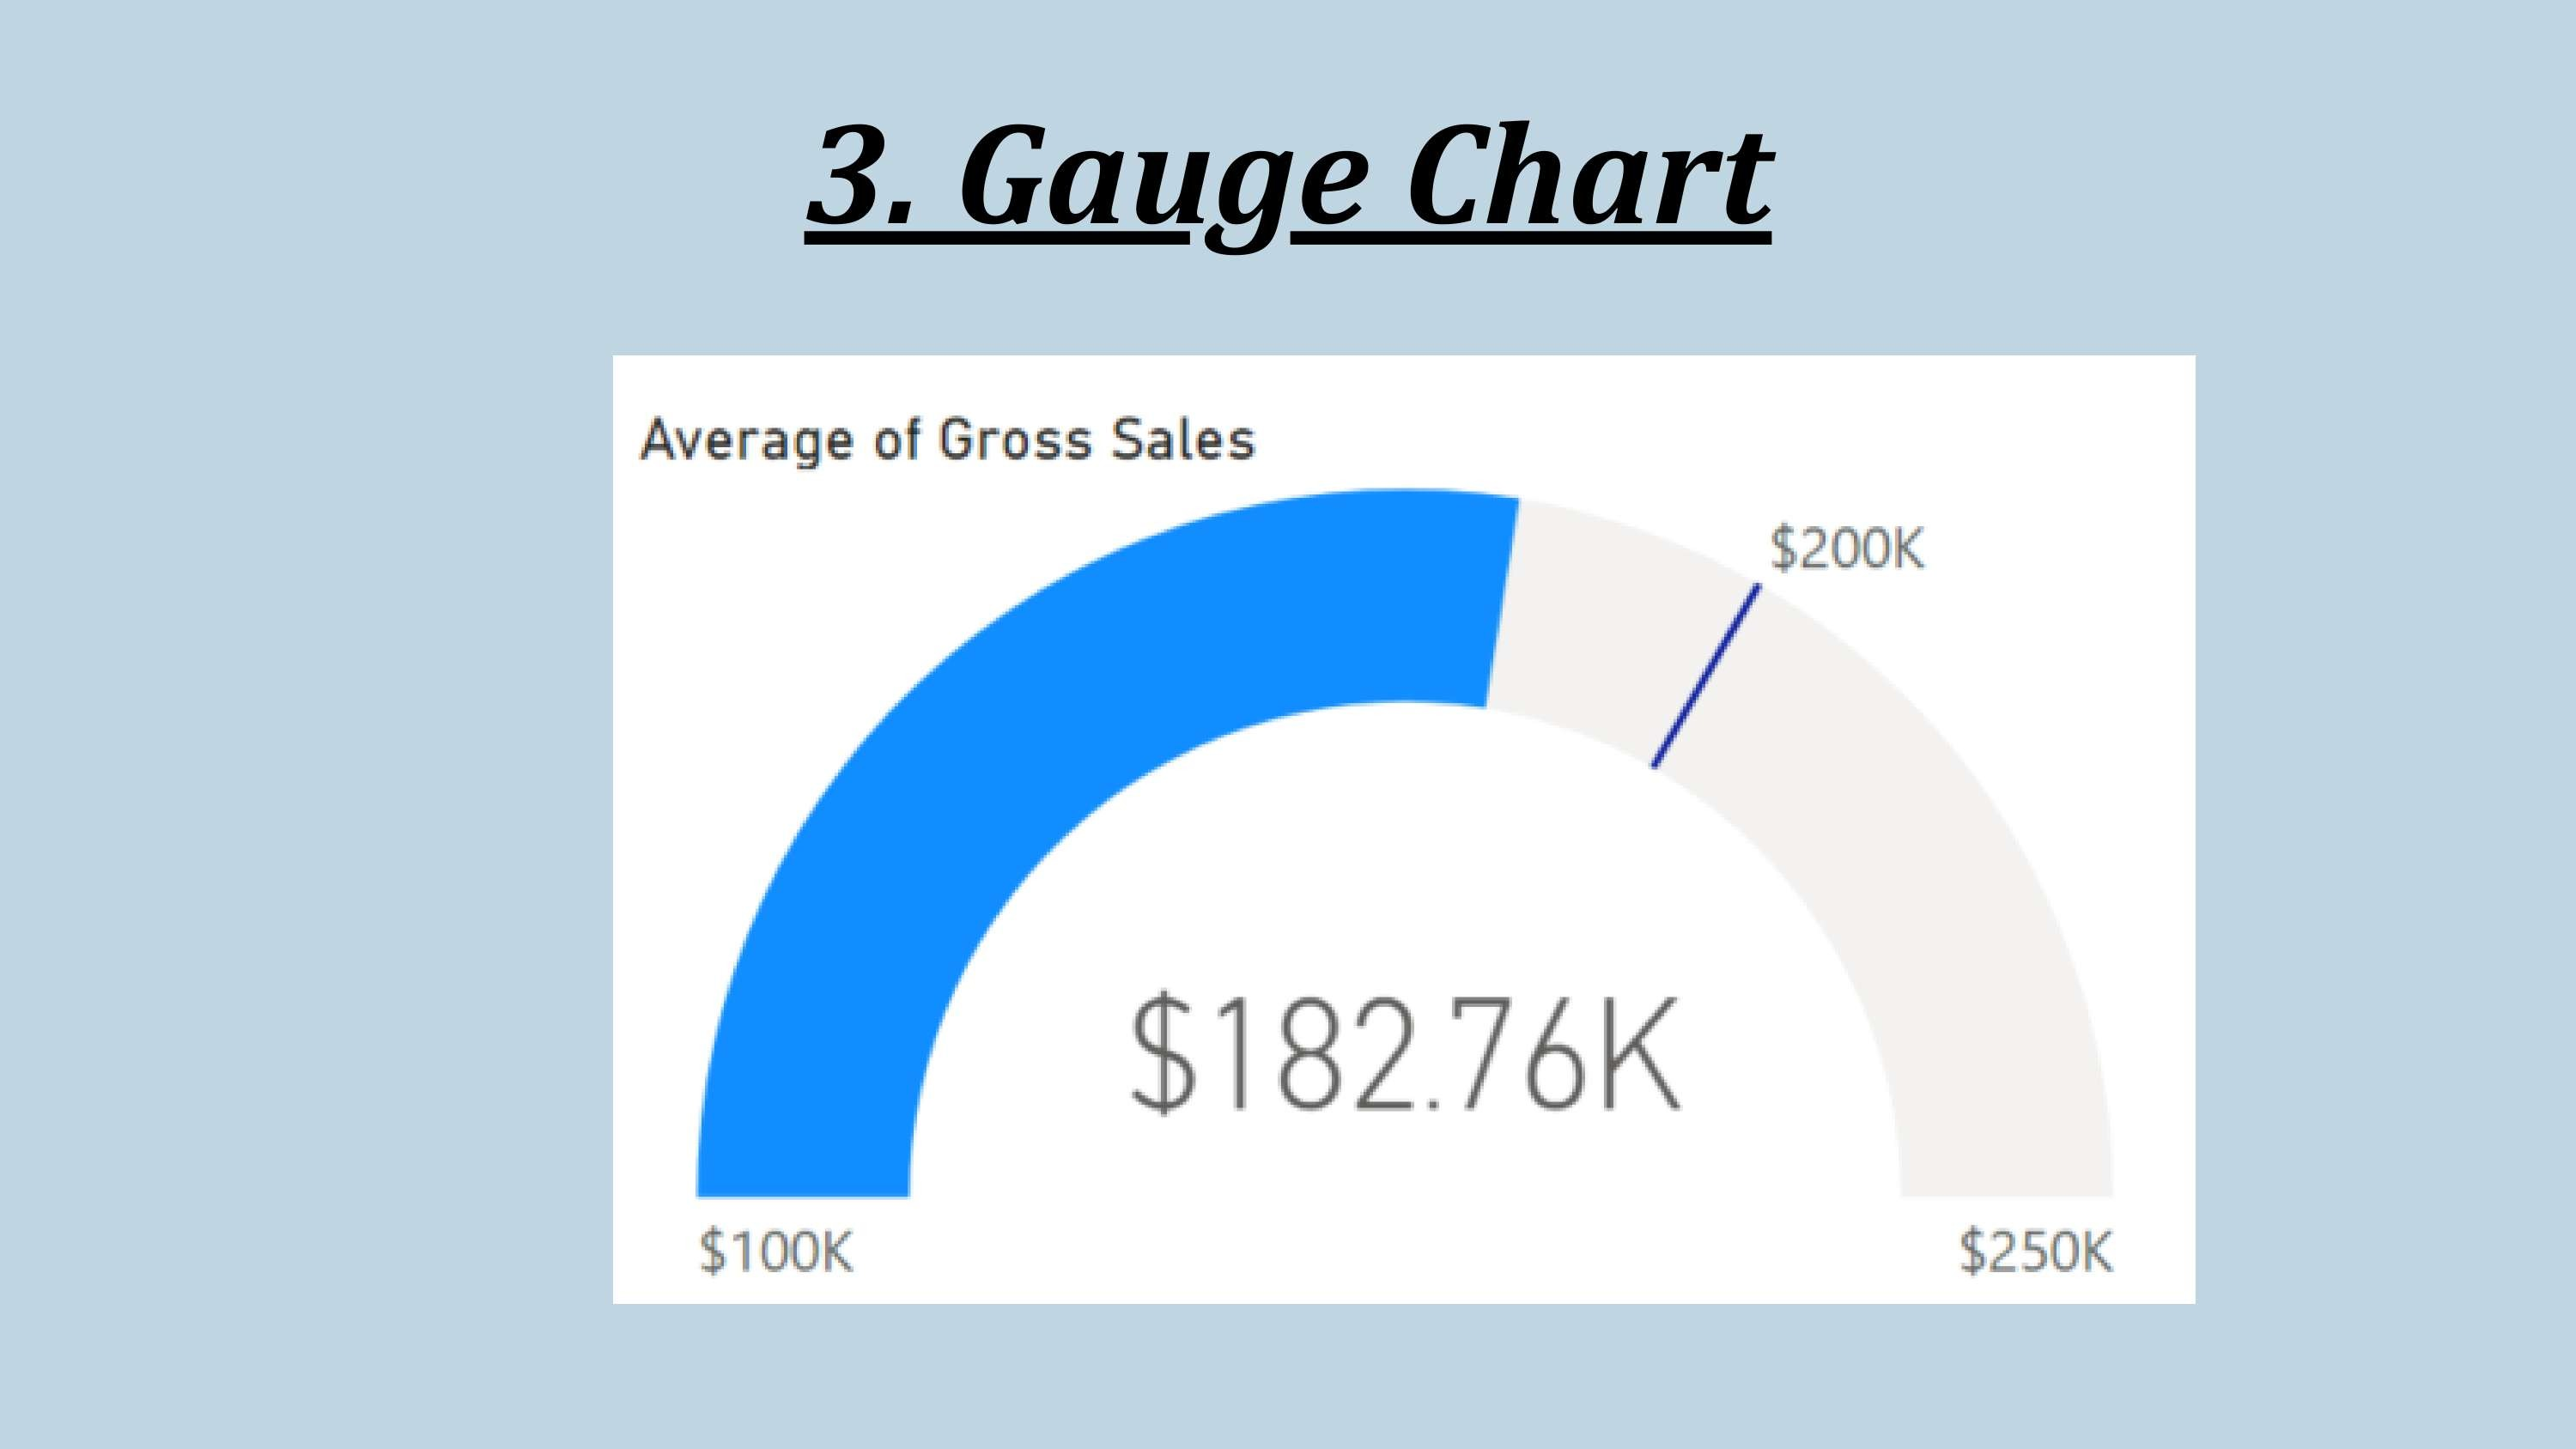 3. Gauge Chart
Average of Gross Sales
$200K
$182.76K
$100K
$250K